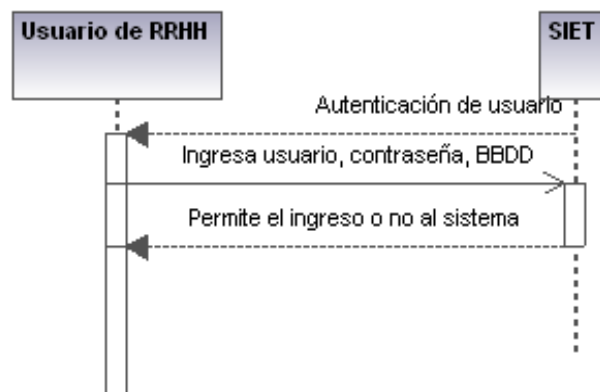 Usuario de RRHH
SIET
Autenticación de usuario
Ingresa usuario, contraseña, BBDD
Permite el ingreso o no al sistema